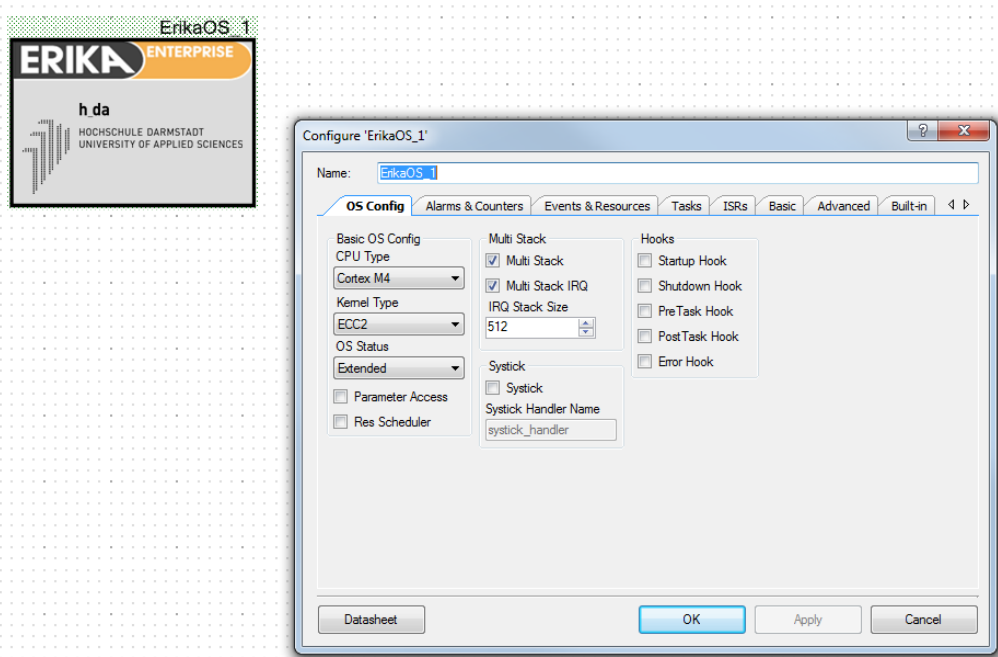 ErikaOS_1
ERIKA ENTERPRISE
h_da
HOCHSCHULE DARMSTADT
UNIVERSITY OF APPLIED SCIENCES
Configure 'ErikaOS_1'
Name: ErikaOS_1
OS Config Alarms & Counters Events & Resources Tasks ISRs Basic Advanced Built-in
Basic OS Config
CPU Type
Cortex M4
Kernel Type
ECC2
OS Status
Extended
Parameter Access
Res Scheduler
Multi Stack
Multi Stack
Multi Stack IRQ
IRQ Stack Size
512
Systick
Systick
Systick Handler Name
systick_handler
Hooks
Startup Hook
Shutdown Hook
PreTask Hook
PostTask Hook
Error Hook
Datasheet OK Apply Cancel